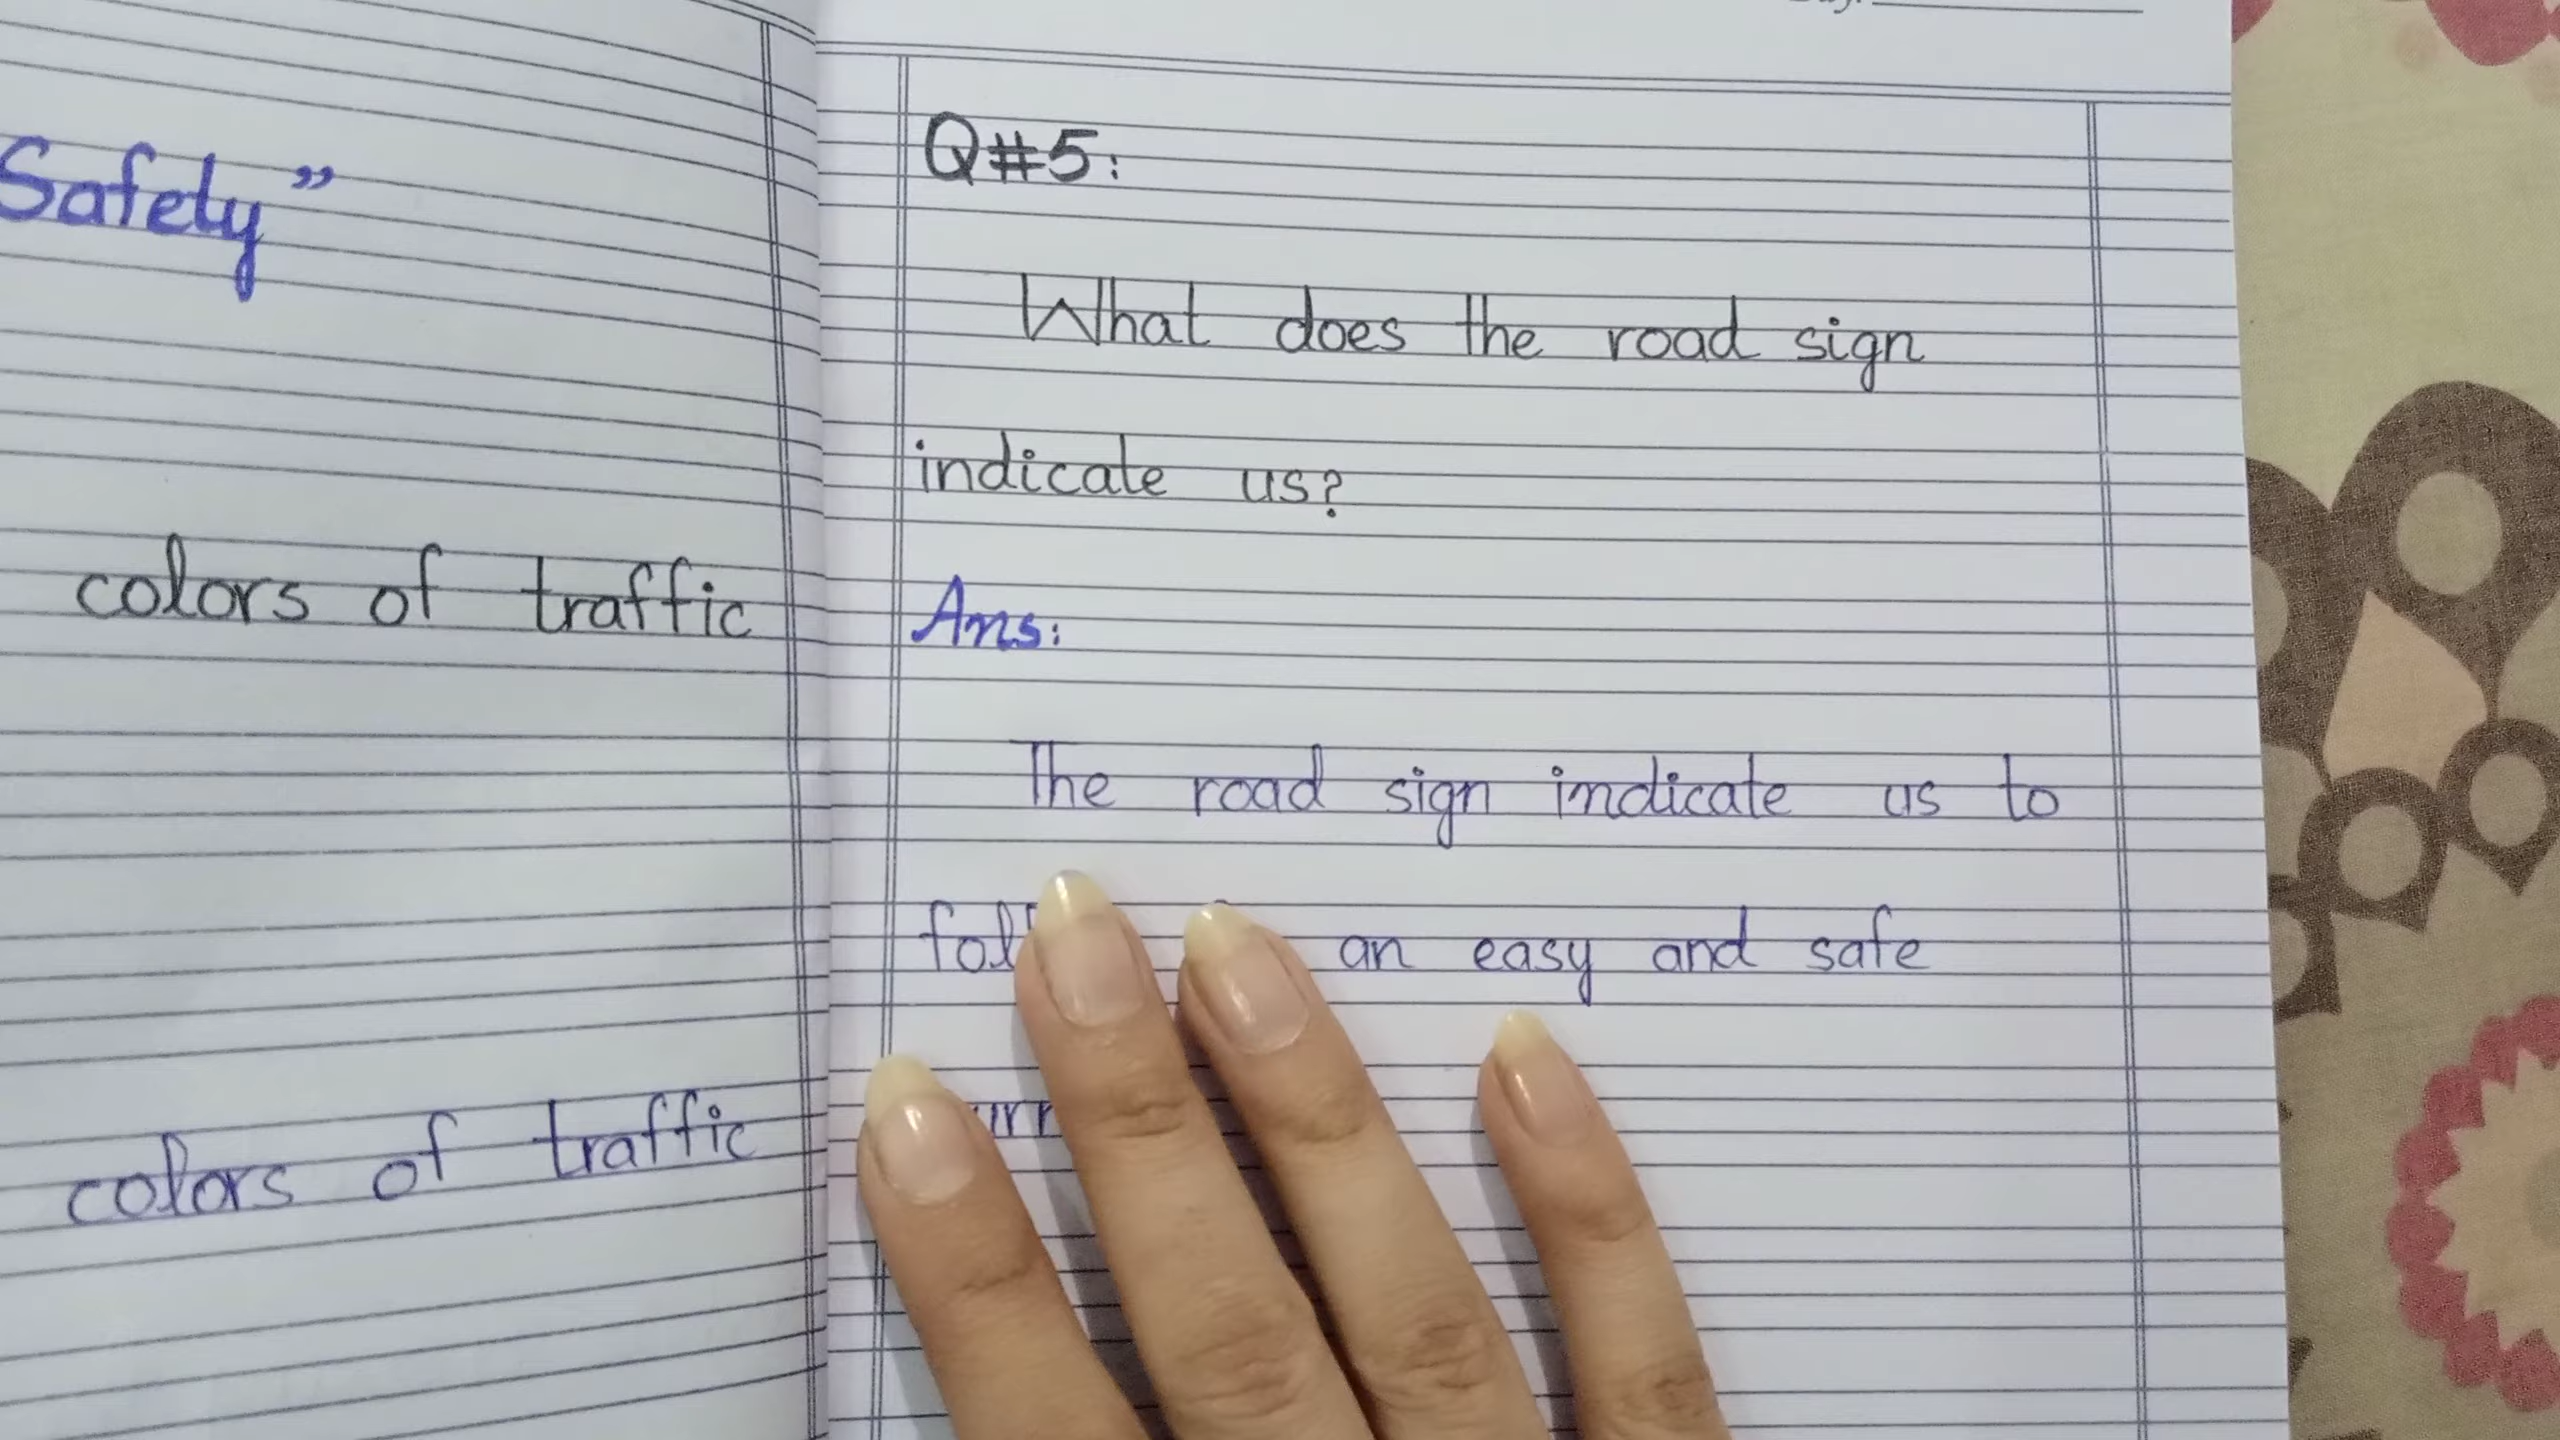 Safety”
colors of traffic
colors of traffic
Q#5:
What does the road sign
indicate us?
Ans:
The road sign indicate us to
an easy and safe